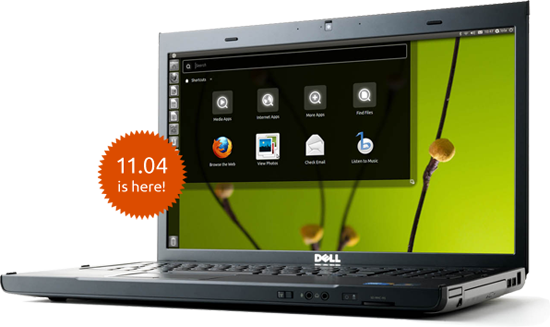 Search
Shortcuts
Media Apps
Internet Apps
More Apps
Find Files
Browse the Web
View Photos
Check Email
Listen to Music
11.04
is here!
DELL